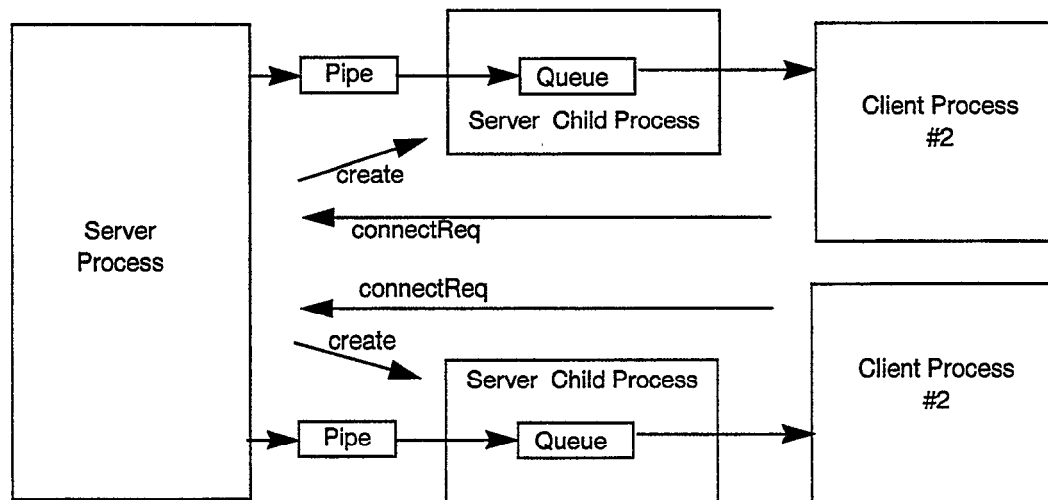 Pipe
Queue
Server Child Process
Client Process
#2
create
connectReq
Server
Process
connectReq
create
Server Child Process
Client Process
#2
Pipe
Queue